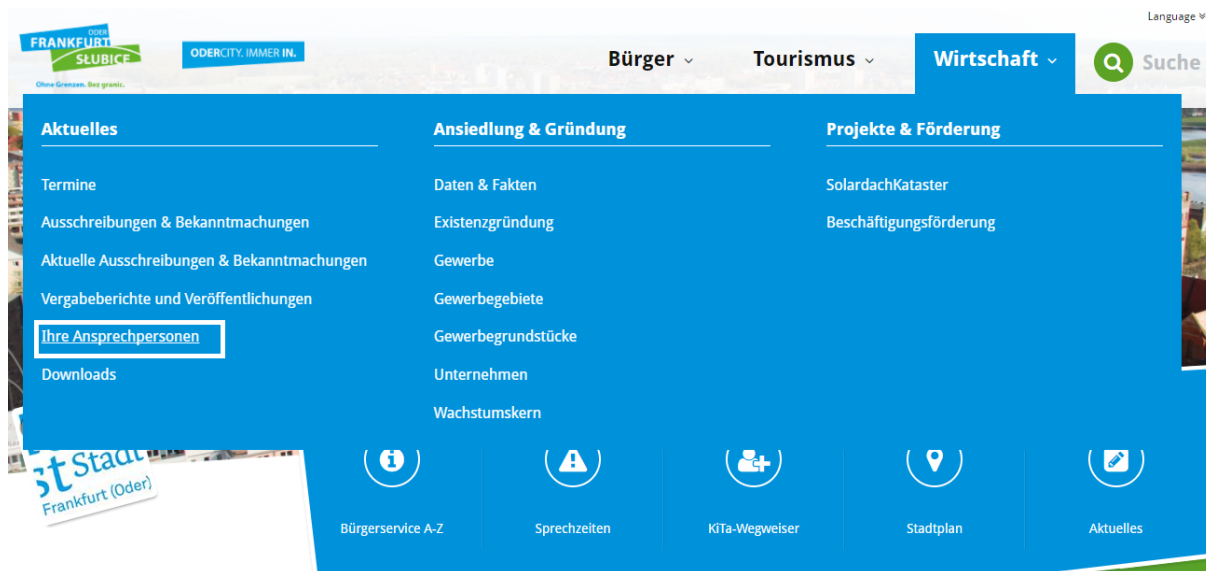 Language
ODER
FRANKFURT
SŁUBICE
Ohne Grenzen. Bez granic.
ODERCITY. IMMER IN.
Bürger
Tourismus
Wirtschaft
Suche
Aktuelles
Termine
Ausschreibungen & Bekanntmachungen
Aktuelle Ausschreibungen & Bekanntmachungen
Vergabeberichte und Veröffentlichungen
Ihre Ansprechpersonen
Downloads
Ansiedlung & Gründung
Daten & Fakten
Existenzgründung
Gewerbe
Gewerbegebiete
Gewerbegrundstücke
Unternehmen
Wachstumskern
Projekte & Förderung
SolardachKataster
Beschäftigungsförderung
st Stadt
Frankfurt (Oder)
Bürgerservice A-Z
Sprechzeiten
KiTa-Wegweiser
Stadtplan
Aktuelles